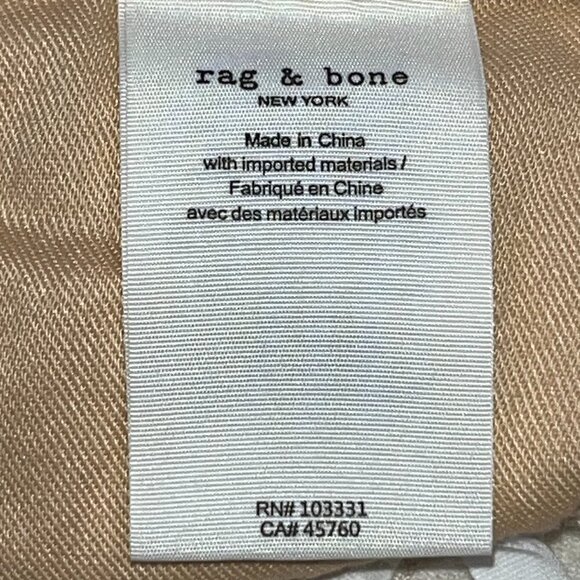 rag & bone
NEW YORK
Made in China
with imported materials /
Fabriqué en Chine
avec des matériaux importés
RN# 103331
CA# 45760